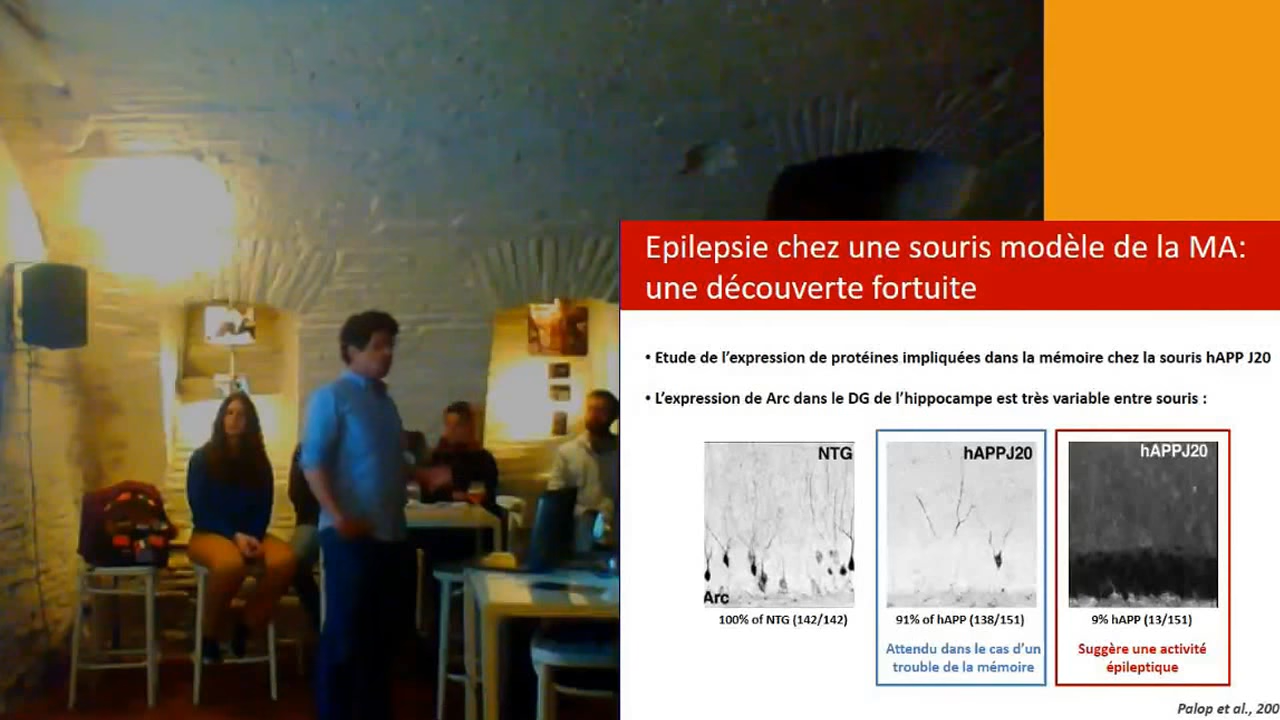 Epilepsie chez une souris modèle de la MA:
une découverte fortuite
• Etude de l'expression de protéines impliquées dans la mémoire chez la souris hAPP J20
• L'expression de Arc dans le DG de l'hippocampe est très variable entre souris :
NTG
hAPPJ20
hAPPJ20
Arc
100% of NTG (142/142)
91% of hAPP (138/151)
9% hAPP (13/151)
Attendu dans le cas d'un
trouble de la mémoire
Suggère une activité
épileptique
Palop et al., 200